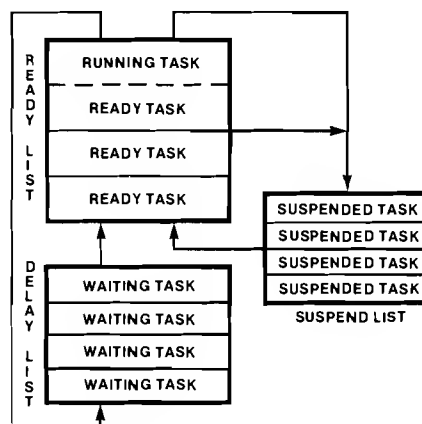 READY LIST
RUNNING TASK
READY TASK
READY TASK
READY TASK
SUSPENDED TASK
SUSPENDED TASK
SUSPENDED TASK
SUSPENDED TASK
SUSPEND LIST
DELAY LIST
WAITING TASK
WAITING TASK
WAITING TASK
WAITING TASK